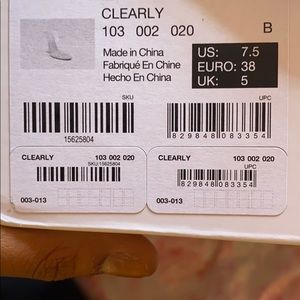 CLEARLY
103 002 020
B
Made in China
Fabriqué En Chine
Hecho En China
US: 7.5
EURO: 38
UK: 5
SKU
15625804
UPC
829848083354
CLEARLY 103 002 020
SKU:15625804
003-013
CLEARLY 103 002 020
UPC
829848083354
003-013